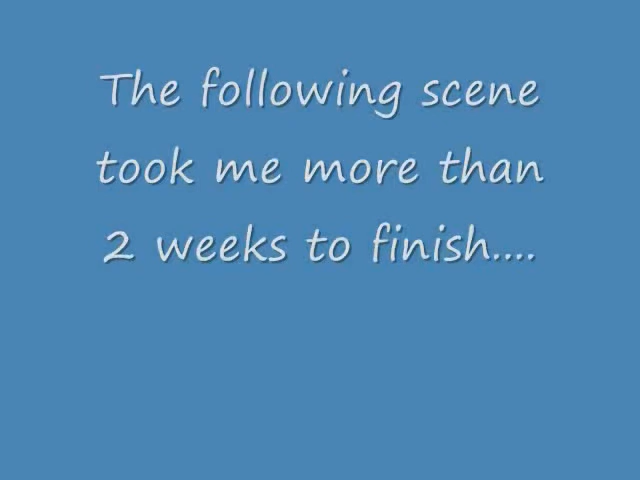 The following scene
took me more than
2 weeks to finish....